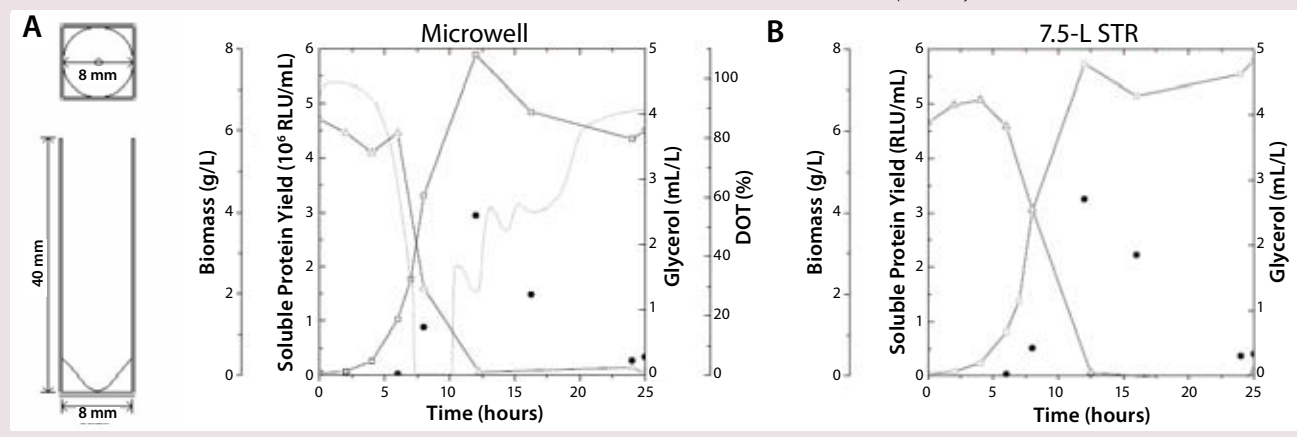 A
8 mm
40 mm
8 mm
Microwell
Biomass (g/L)
8
6
4
2
0
Soluble Protein Yield (10⁶ RLU/mL)
6
5
4
3
2
1
0
5
4
3
2
1
0
Glycerol (mL/L)
100
80
60
40
20
0
DOT (%)
0 5 10 15 20 25
Time (hours)
B
7.5-L STR
Biomass (g/L)
8
6
4
2
0
Soluble Protein Yield (RLU/mL)
6
5
4
3
2
1
0
5
4
3
2
1
0
Glycerol (mL/L)
0 5 10 15 20 25
Time (hours)